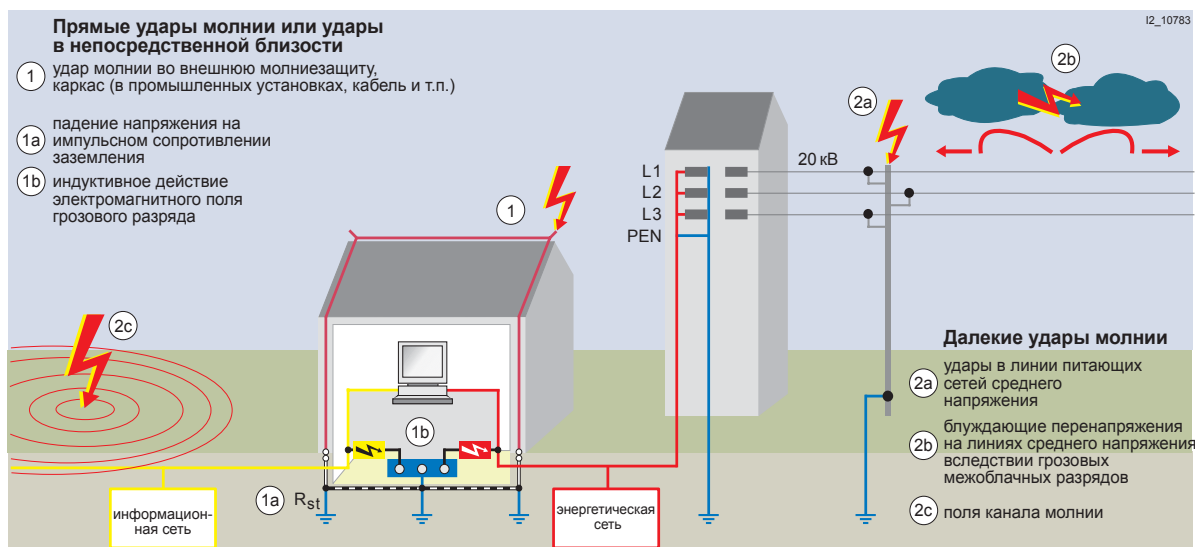 I2_10783
Прямые удары молнии или удары
в непосредственной близости
1 удар молнии во внешнюю молниезащиту,
каркас (в промышленных установках, кабель и т.п.)
1a падение напряжения на
импульсном сопротивлении
заземления
1b индуктивное действие
электромагнитного поля
грозового разряда
2b
2a
1
20 кВ
L1
L2
L3
PEN
2c
1b
1a Rst
информацион-
ная сеть
энергетическая
сеть
Далекие удары молнии
2a удары в линии питающих
сетей среднего
напряжения
2b блуждающие перенапряжения
на линиях среднего напряжения
вследствии грозовых
межоблачных разрядов
2c поля канала молнии